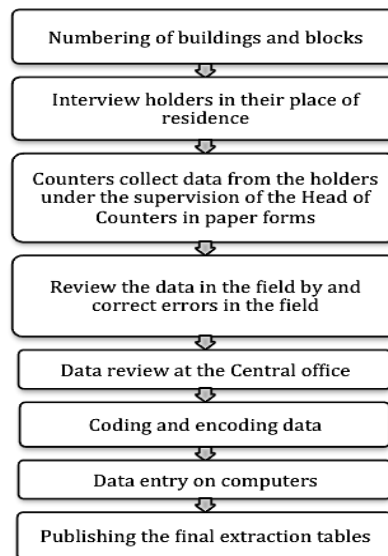 Numbering of buildings and blocks
Interview holders in their place of
residence
Counters collect data from the holders
under the supervision of the Head of
Counters in paper forms
Review the data in the field by and
correct errors in the field
Data review at the Central office
Coding and encoding data
Data entry on computers
Publishing the final extraction tables